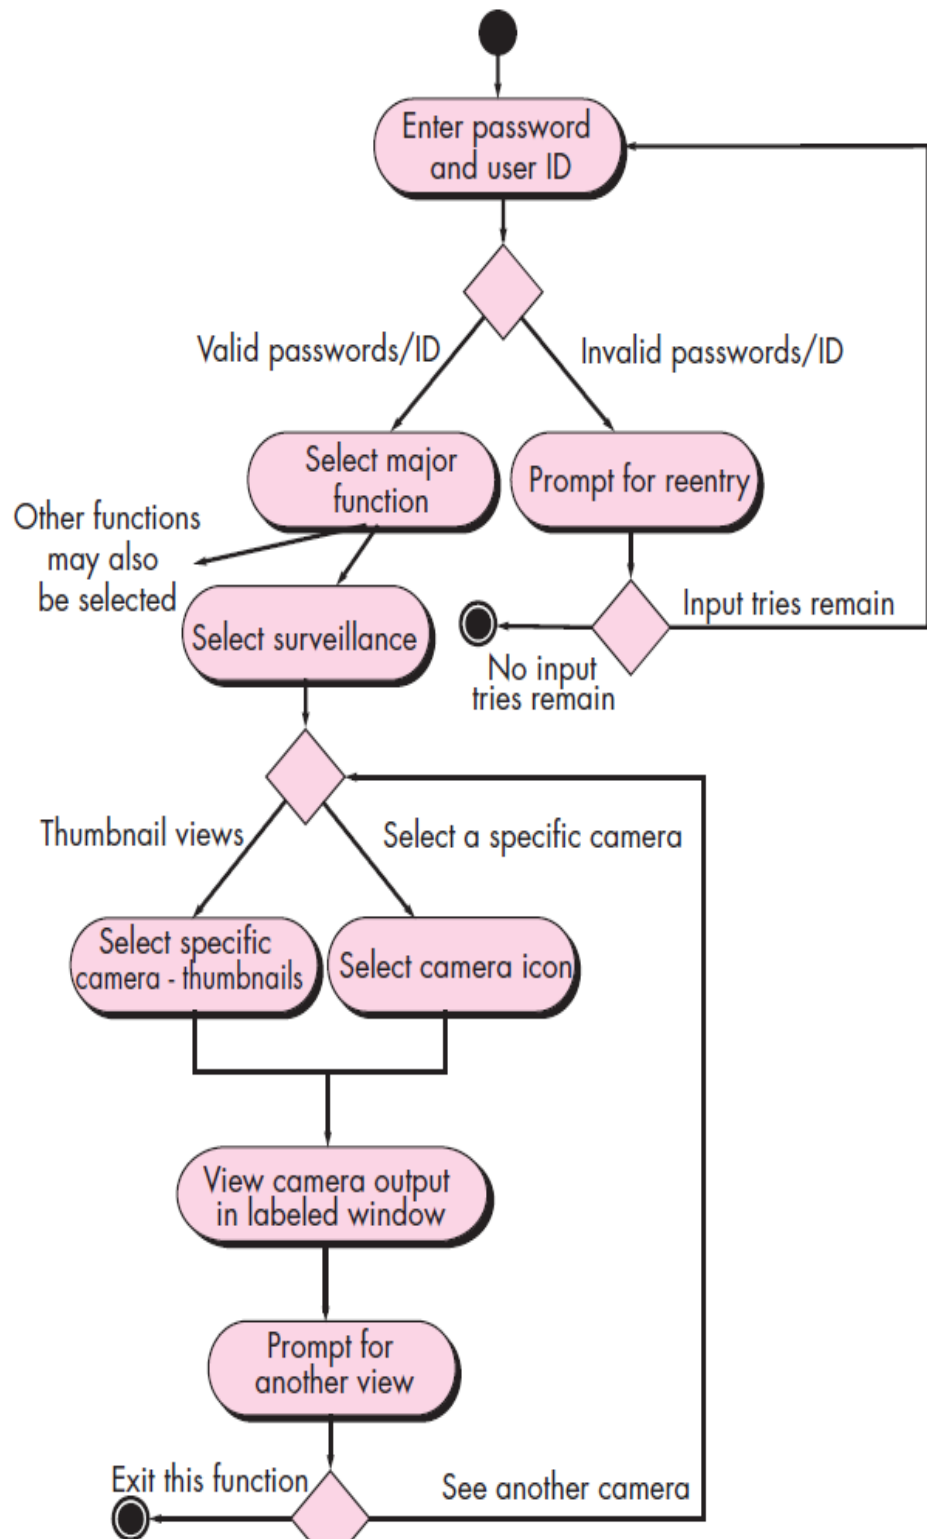 Enter password
and user ID
Valid passwords/ID
Invalid passwords/ID
Select major
function
Prompt for reentry
Other functions
may also
be selected
Input tries remain
Select surveillance
No input
tries remain
Thumbnail views
Select a specific camera
Select specific
camera - thumbnails
Select camera icon
View camera output
in labeled window
Prompt for
another view
Exit this function
See another camera